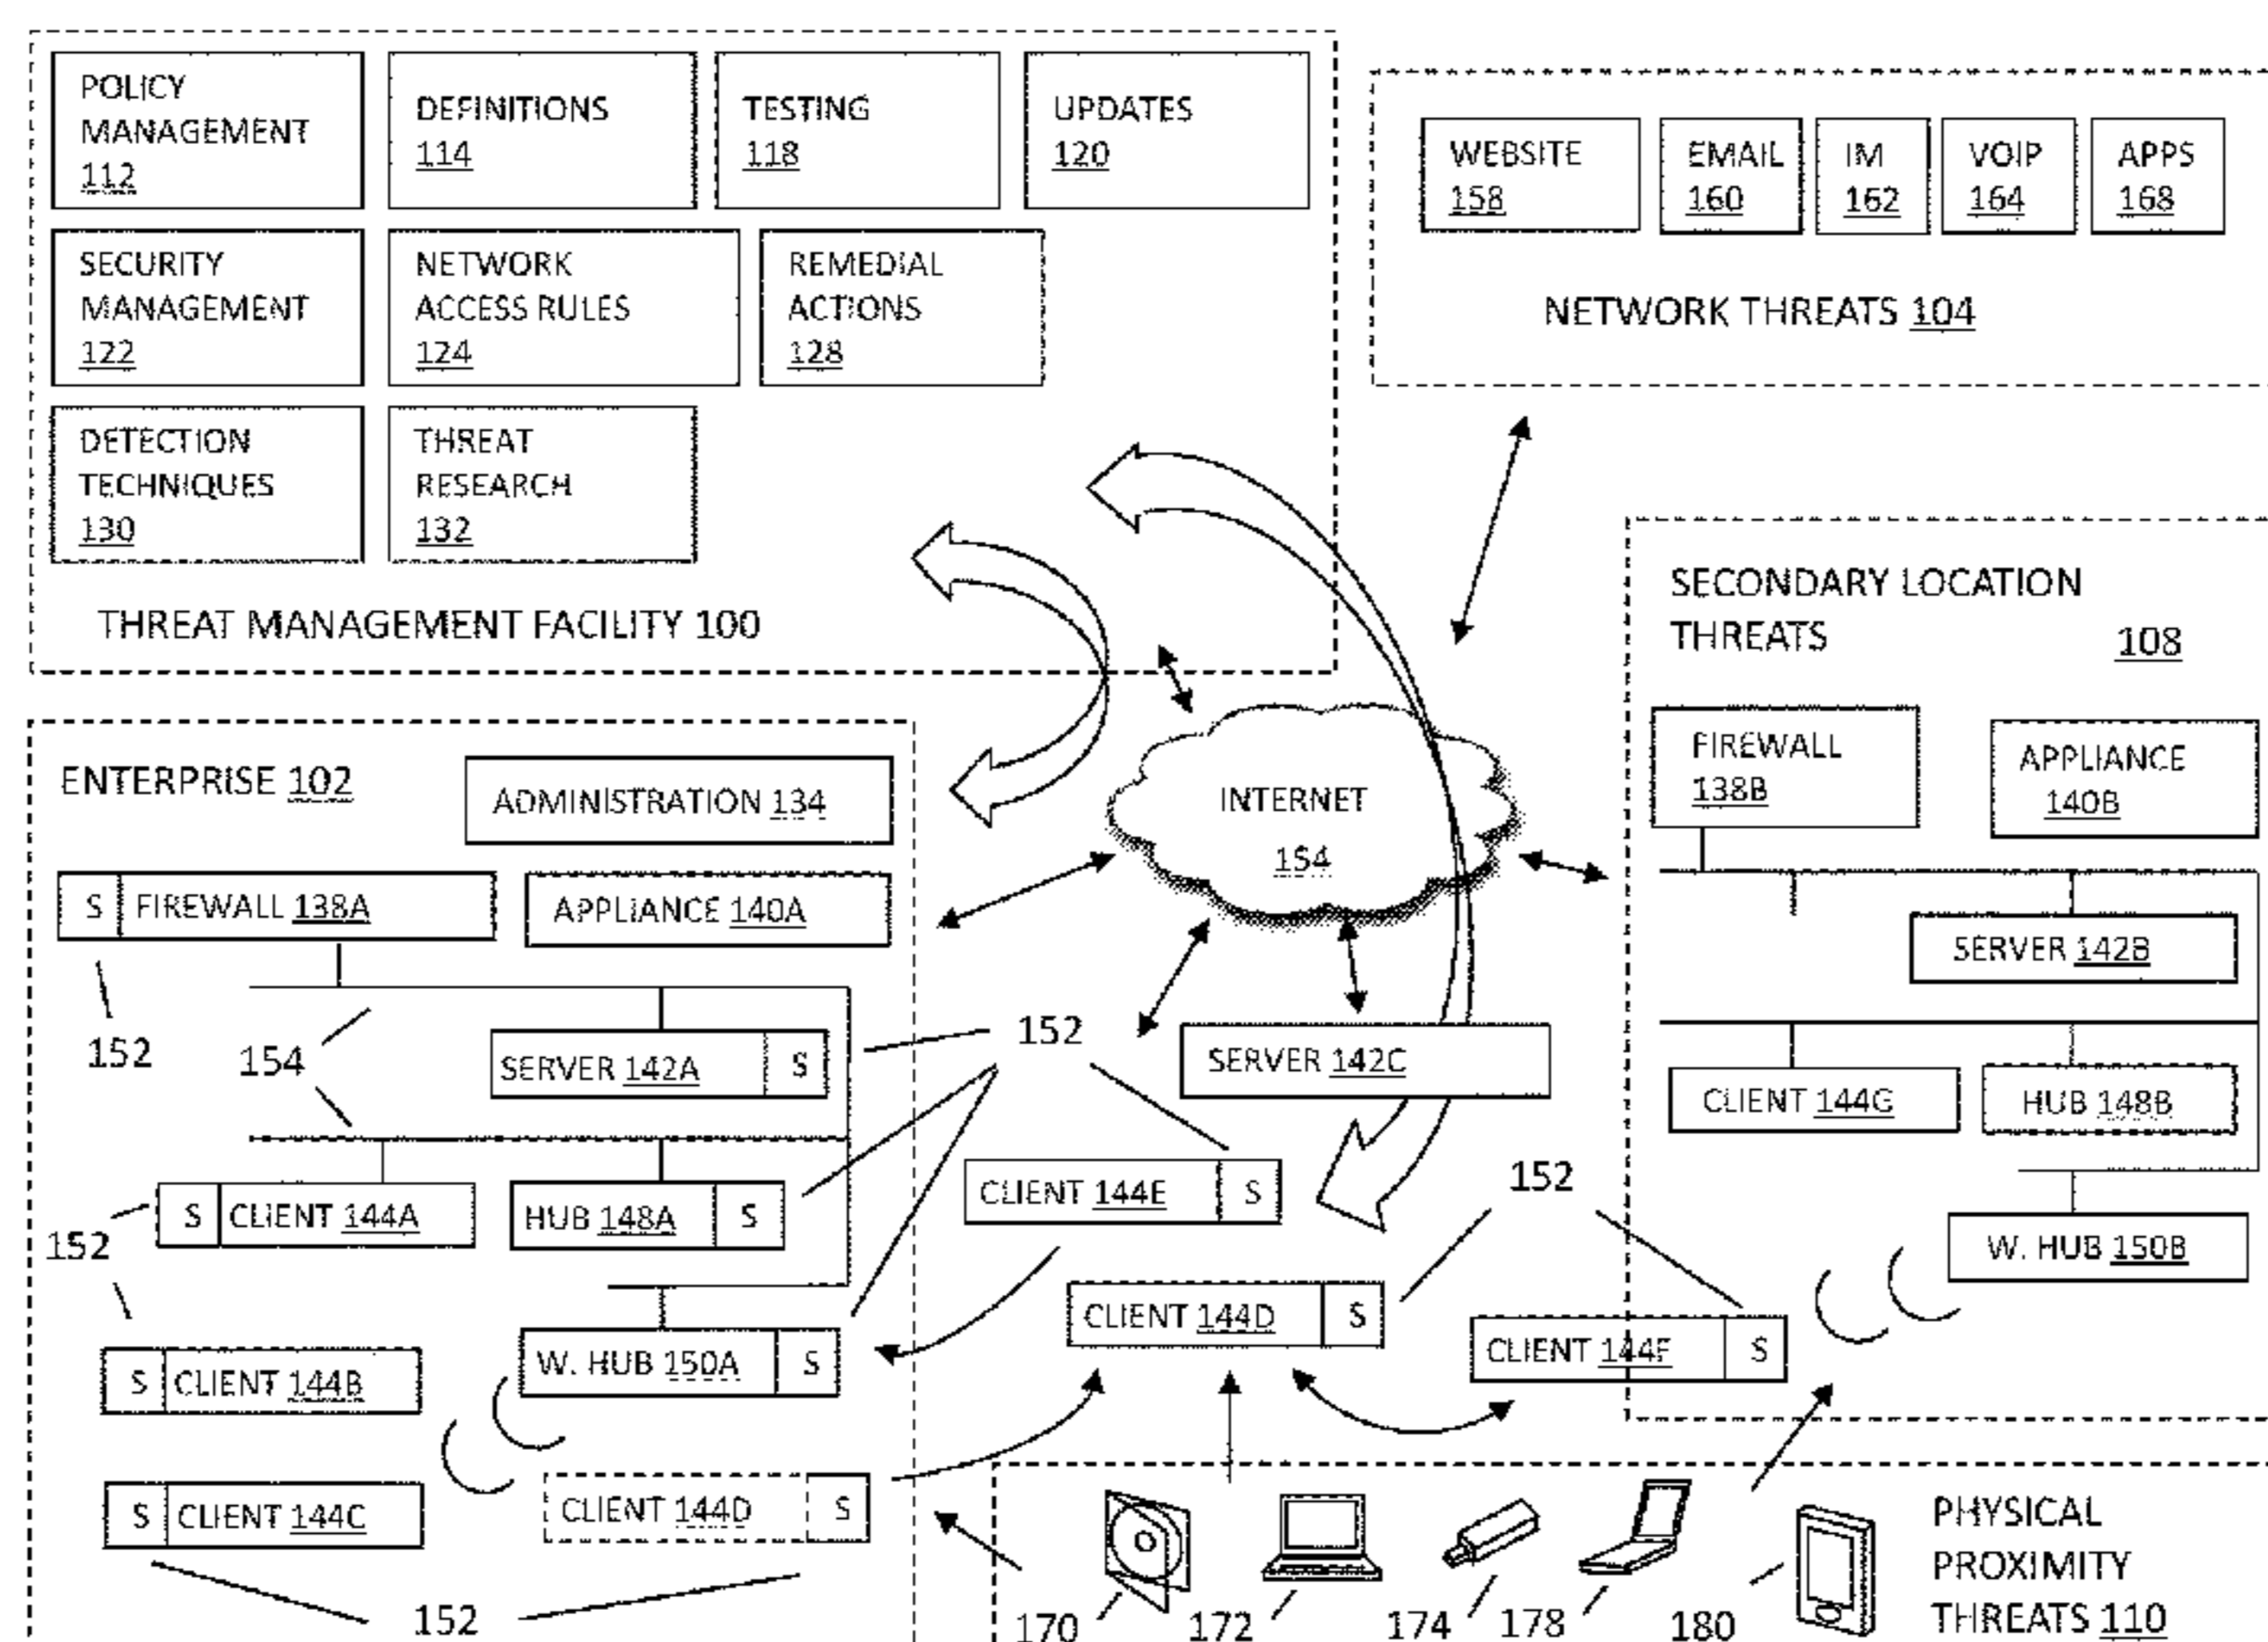 POLICY
MANAGEMENT
112
DEFINITIONS
114
TESTING
118
UPDATES
120
SECURITY
MANAGEMENT
122
NETWORK
ACCESS RULES
124
REMEDIAL
ACTIONS
128
DETECTION
TECHNIQUES
130
THREAT
RESEARCH
132
THREAT MANAGEMENT FACILITY 100
WEBSITE
158
EMAIL
160
IM
162
VOIP
164
APPS
168
NETWORK THREATS 104
SECONDARY LOCATION
THREATS
108
FIREWALL
138B
APPLIANCE
140B
SERVER 142B
CLIENT 144G
HUB 148B
W. HUB 150B
INTERNET
154
ENTERPRISE 102
ADMINISTRATION 134
S FIREWALL 138A
APPLIANCE 140A
152
154
SERVER 142A S
152
SERVER 142C
S CLIENT 144A
HUB 148A S
CLIENT 144E S
152
152
CLIENT 144D S
CLIENT 144F S
S CLIENT 144B
W. HUB 150A S
S CLIENT 144C
CLIENT 144D S
152
170
172
174
178
180
PHYSICAL
PROXIMITY
THREATS 110